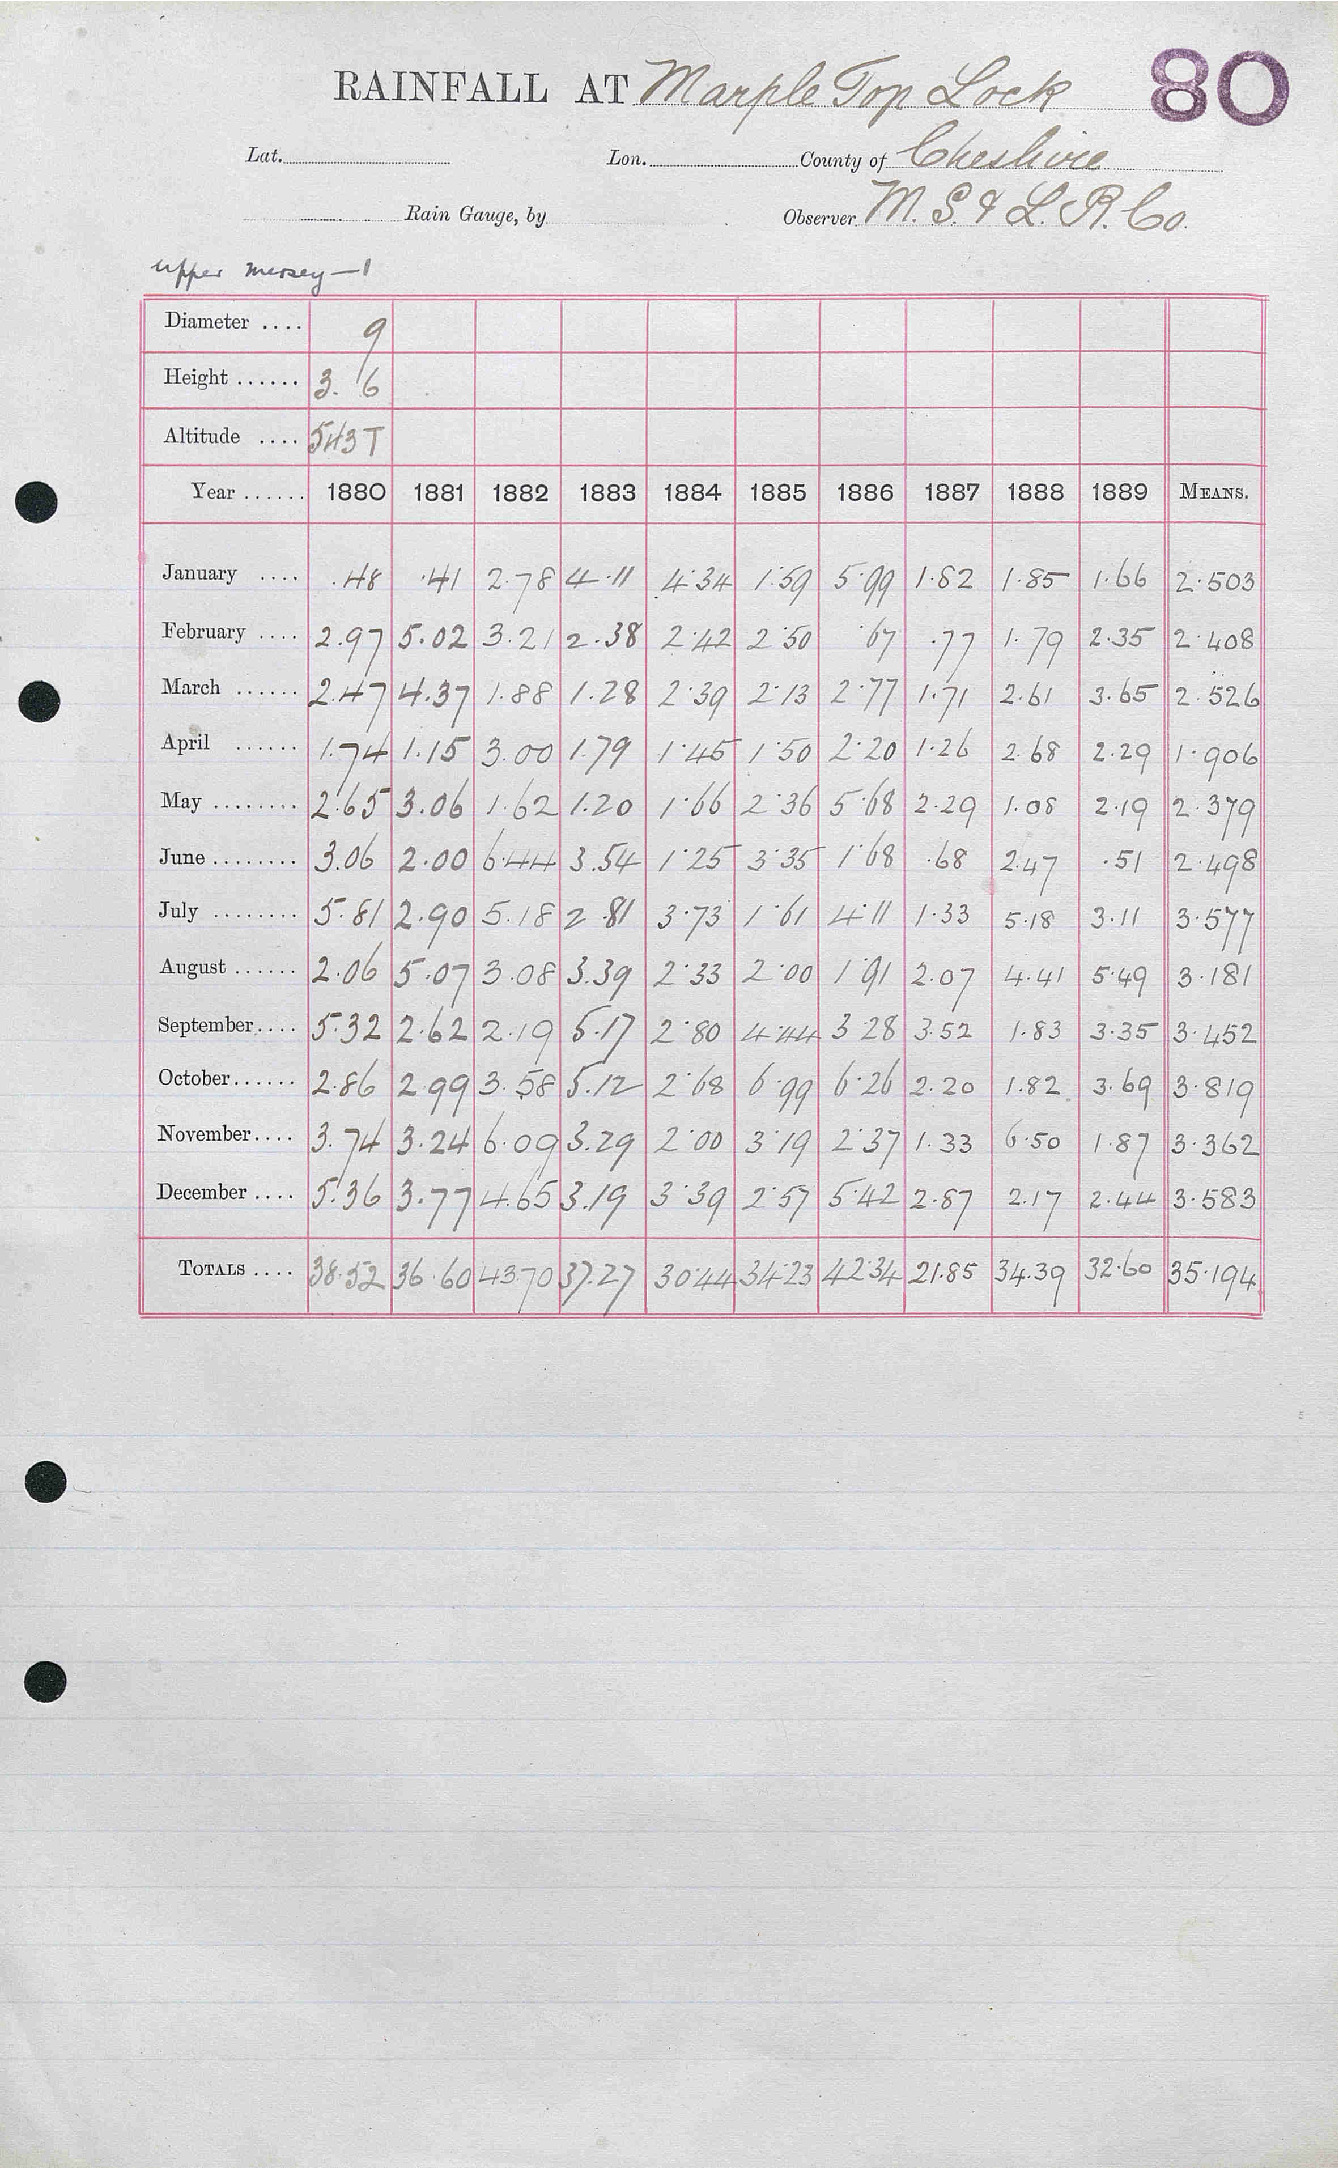 RAINFALL AT Marple Top Lock 80
Lat. Lon. County of Cheshire
Rain Gauge, by Observer M. S. & L. R. Co.
Upper Mersey—1
Diameter .... 9
Height ...... 3. 6
Altitude .... 543 T
Year ...... 1880 1881 1882 1883 1884 1885 1886 1887 1888 1889 MEANS.
January .... .48 .41 2.78 4.11 4.34 1.59 5.99 1.82 1.85 1.66 2.503
February .... 2.97 5.02 3.21 2.38 2.42 2.50 .67 .77 1.79 2.35 2.408
March ...... 2.47 4.37 1.88 1.28 2.39 2.13 2.77 1.71 2.61 3.65 2.526
April ...... 1.74 1.15 3.00 1.79 1.45 1.50 2.20 1.26 2.68 2.29 1.906
May ........ 2.65 3.06 1.62 1.20 1.66 2.36 5.68 2.29 1.08 2.19 2.379
June ........ 3.06 2.00 6.44 3.54 1.25 3.35 1.68 .68 2.47 .51 2.498
July ........ 5.81 2.90 5.18 2.81 3.73 1.61 4.11 1.33 5.18 3.11 3.577
August ...... 2.06 5.07 3.08 3.39 2.33 2.00 1.91 2.07 4.41 5.49 3.181
September.... 5.32 2.62 2.19 5.17 2.80 4.44 3.28 3.52 1.83 3.35 3.452
October...... 2.86 2.99 3.58 5.12 2.68 6.99 6.26 2.20 1.82 3.69 3.819
November.... 3.74 3.24 6.09 3.29 2.00 3.19 2.37 1.33 6.50 1.87 3.362
December .... 5.36 3.77 4.65 3.19 3.39 2.57 5.42 2.87 2.17 2.44 3.583
TOTALS .... 38.52 36.60 43.70 37.27 30.44 34.23 42.34 21.85 34.39 32.60 35.194